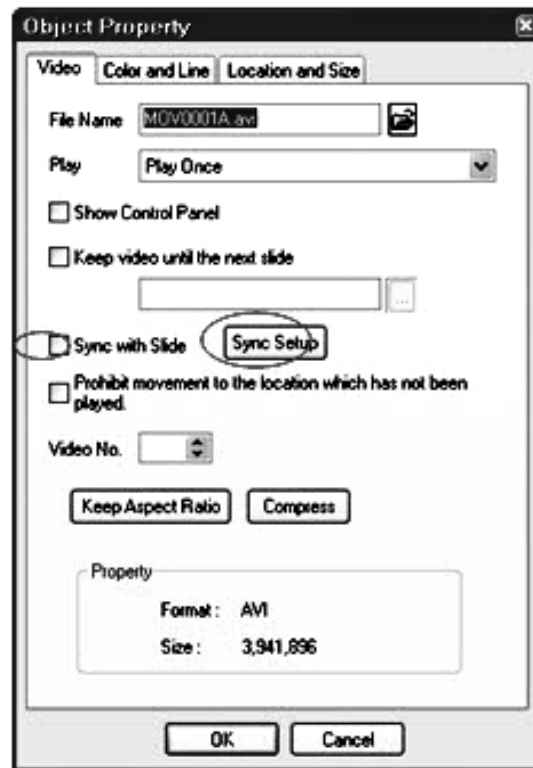 Object Property
Video Color and Line Location and Size
File Name MOV0001A.avi
Play Play Once
Show Control Panel
Keep video until the next slide
...
Sync with Slide Sync Setup
Prohibit movement to the location which has not been
played.
Video No.
Keep Aspect Ratio Compress
Property
Format : AVI
Size : 3,941,896
OK Cancel